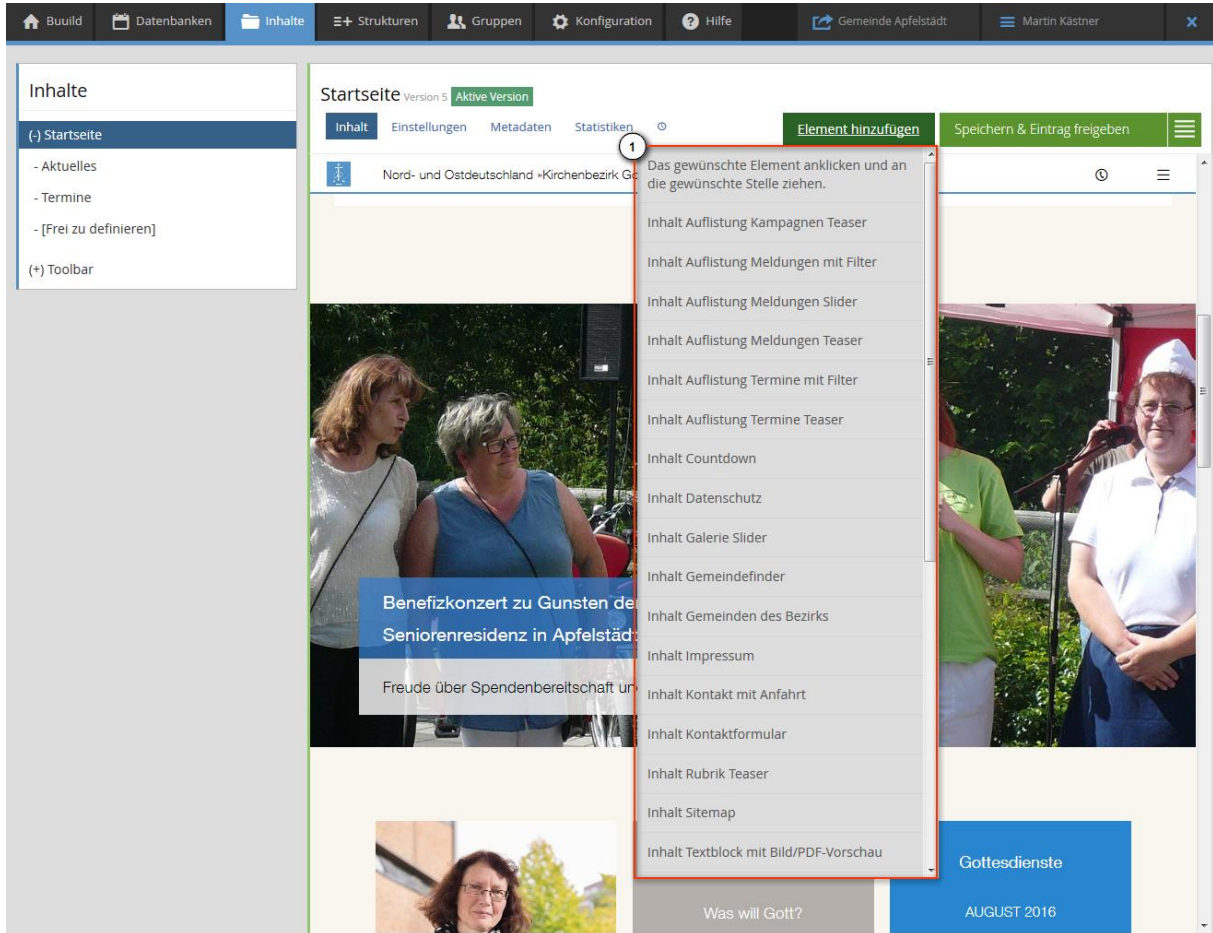 Buuild Datenbanken Inhalte Strukturen Gruppen Konfiguration Hilfe Gemeinde Apfelstädt Martin Kästner
Inhalte
(-) Startseite
- Aktuelles
- Termine
- [Frei zu definieren]
(+) Toolbar
Startseite Version 5 Aktive Version
Inhalt Einstellungen Metadaten Statistiken Element hinzufügen Speichern & Eintrag freigeben
1
Nord- und Ostdeutschland »Kirchenbezirk
Das gewünschte Element anklicken und an
die gewünschte Stelle ziehen.
Inhalt Auflistung Kampagnen Teaser
Inhalt Auflistung Meldungen mit Filter
Inhalt Auflistung Meldungen Slider
Inhalt Auflistung Meldungen Teaser
Inhalt Auflistung Termine mit Filter
Inhalt Auflistung Termine Teaser
Inhalt Countdown
Inhalt Datenschutz
Inhalt Galerie Slider
Inhalt Gemeindefinder
Inhalt Gemeinden des Bezirks
Inhalt Impressum
Inhalt Kontakt mit Anfahrt
Inhalt Kontaktformular
Inhalt Rubrik Teaser
Inhalt Sitemap
Inhalt Textblock mit Bild/PDF-Vorschau
Benefizkonzert zu Gunsten
Seniorenresidenz in
Freude über Spendenbereitschaft
Was will Gott?
Gottesdienste
AUGUST 2016